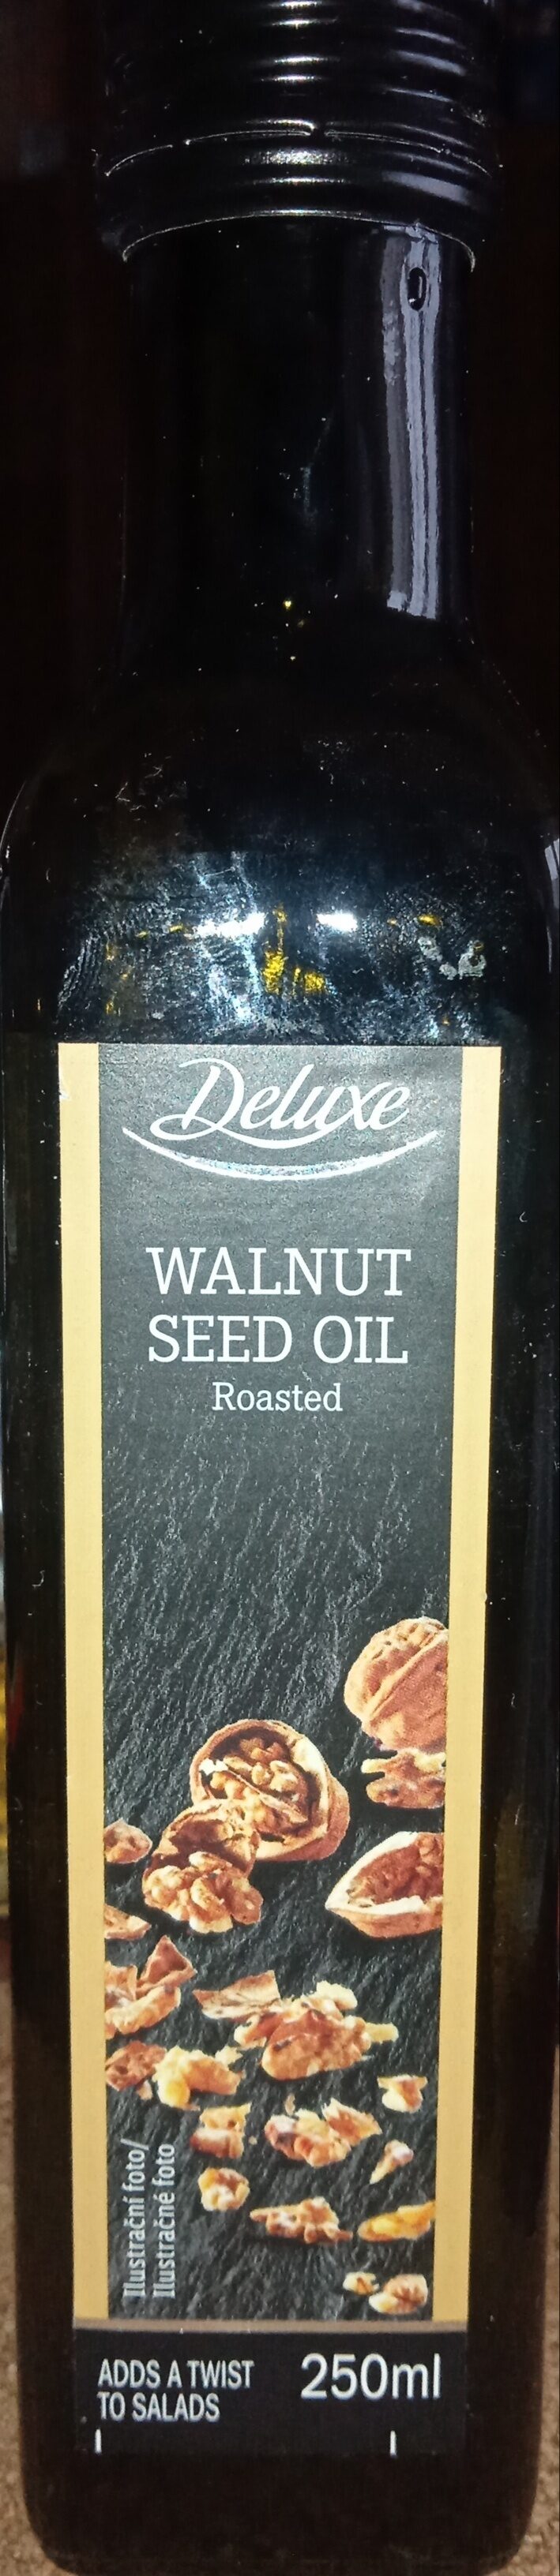 Deluxe
WALNUT
SEED OIL
Roasted
Ilustrační foto/
Ilustračné foto
ADDS A TWIST
TO SALADS
250ml